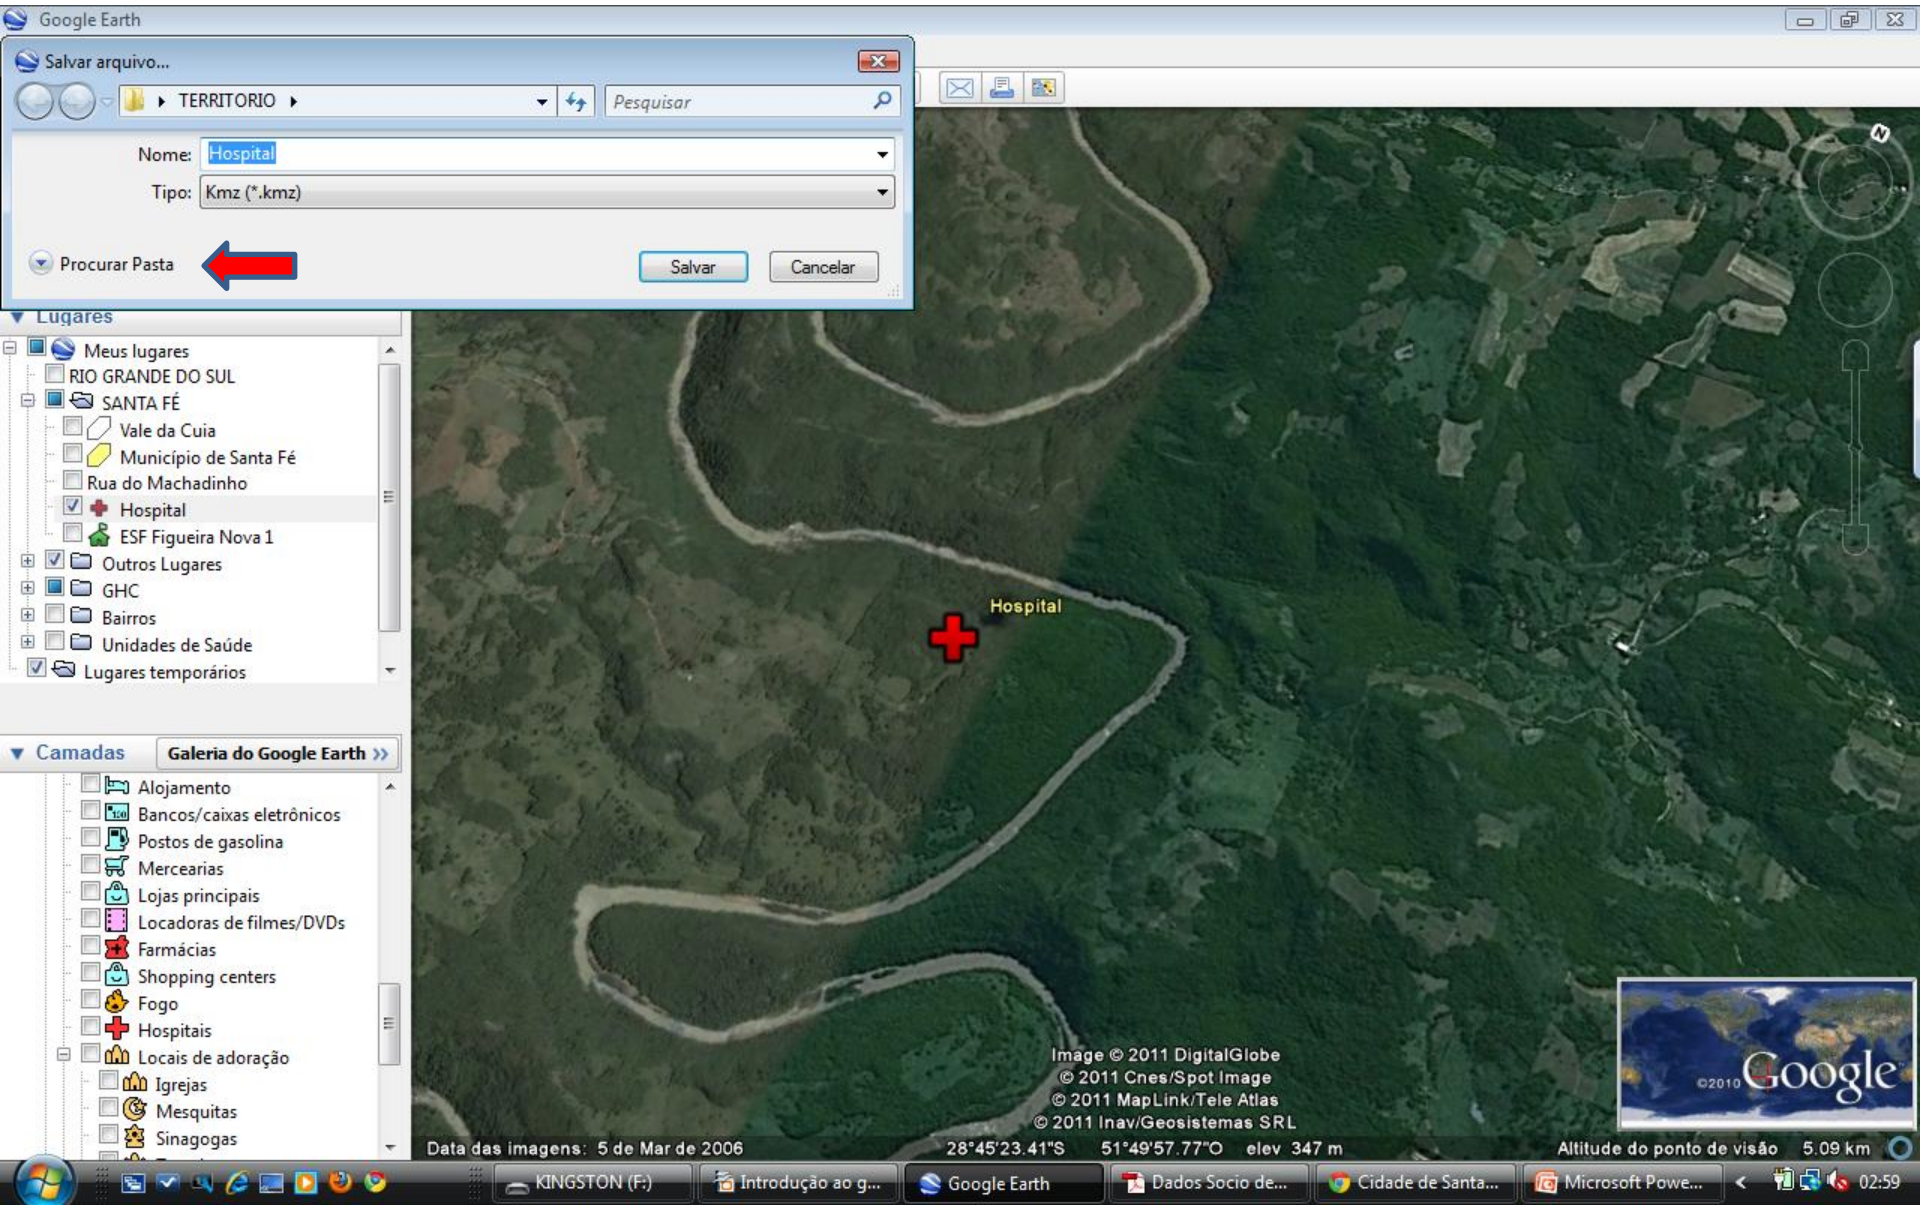 Google Earth
Salvar arquivo...
TERRITORIO
Pesquisar
Nome: Hospital
Tipo: Kmz (*.kmz)
Procurar Pasta
Salvar
Cancelar
Lugares
Meus lugares
RIO GRANDE DO SUL
SANTA FÉ
Vale da Cuia
Município de Santa Fé
Rua do Machadinho
Hospital
ESF Figueira Nova 1
Outros Lugares
GHC
Bairros
Unidades de Saúde
Lugares temporários
Camadas
Galeria do Google Earth >>
Alojamento
Bancos/caixas eletrônicos
Postos de gasolina
Mercearias
Lojas principais
Locadoras de filmes/DVDs
Farmácias
Shopping centers
Fogo
Hospitais
Locais de adoração
Igrejas
Mesquitas
Sinagogas
N
Hospital
Image © 2011 DigitalGlobe
© 2011 Cnes/Spot Image
© 2011 MapLink/Tele Atlas
© 2011 Inav/Geosistemas SRL
©2010 Google
Data das imagens: 5 de Mar de 2006
28°45'23.41"S 51°49'57.77"O elev 347 m
Altitude do ponto de visão 5.09 km
KINGSTON (F:)
Introdução ao g...
Google Earth
Dados Socio de...
Cidade de Santa...
Microsoft Powe...
02:59